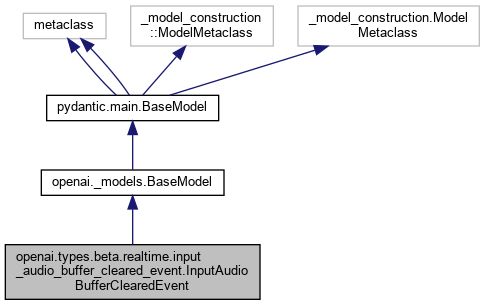 metaclass
_model_construction
::ModelMetaclass
_model_construction.Model
Metaclass
pydantic.main.BaseModel
openai._models.BaseModel
openai.types.beta.realtime.input
_audio_buffer_cleared_event.InputAudio
BufferClearedEvent